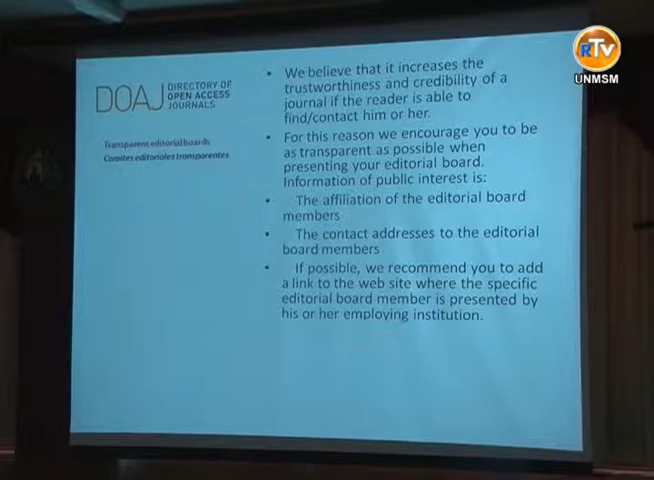 RTV
UNMSM
DOAJ
DIRECTORY OF
OPEN ACCESS
JOURNALS
Transparent editorial boards
Comites editoriales transparentes
• We believe that it increases the
trustworthiness and credibility of a
journal if the reader is able to
find/contact him or her.
• For this reason we encourage you to be
as transparent as possible when
presenting your editorial board.
Information of public interest is:
• The affiliation of the editorial board
members
• The contact addresses to the editorial
board members
• If possible, we recommend you to add
a link to the web site where the specific
editorial board member is presented by
his or her employing institution.